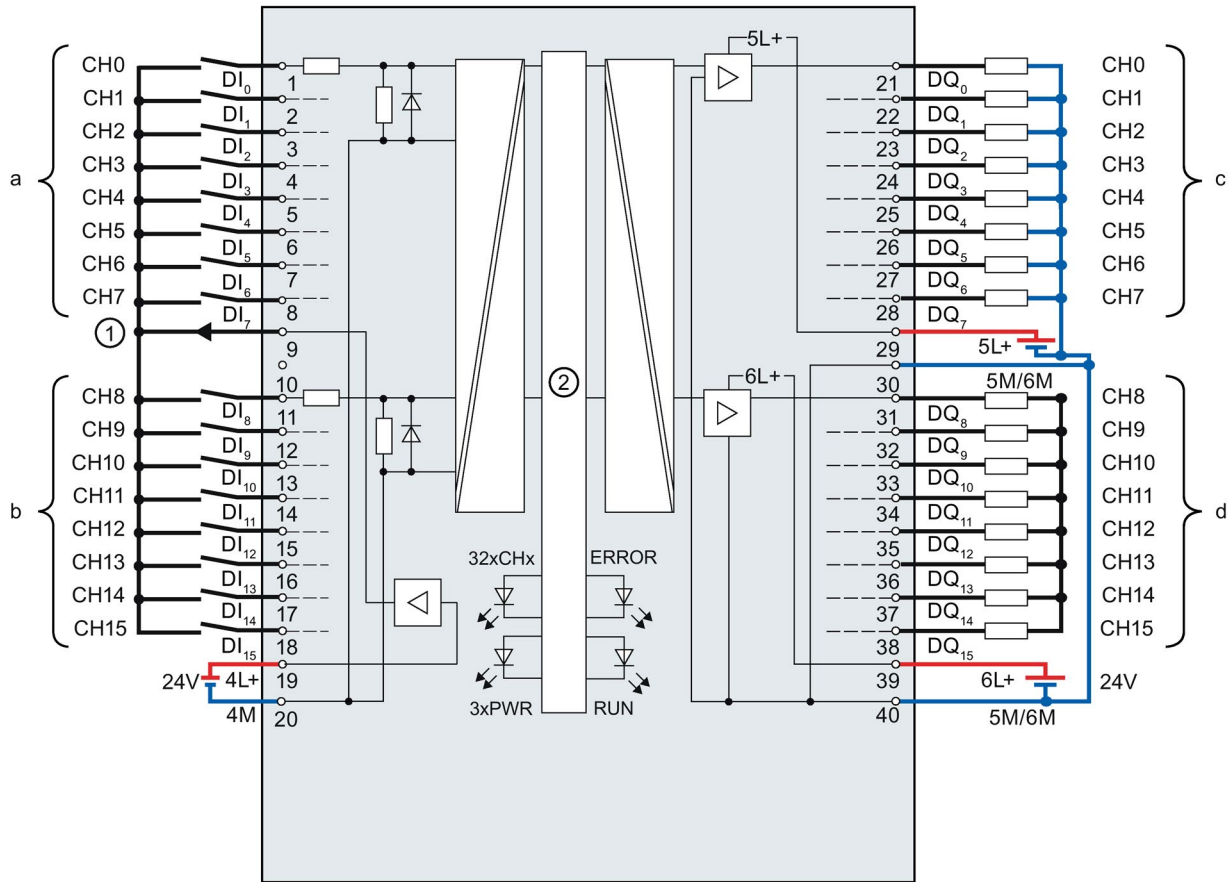 5L+
a
CH0
DI0
1
21
DQ0
CH0
c
CH1
DI1
2
22
DQ1
CH1
CH2
DI2
3
23
DQ2
CH2
CH3
DI3
4
24
DQ3
CH3
CH4
DI4
5
25
DQ4
CH4
CH5
DI5
6
26
DQ5
CH5
CH6
DI6
7
27
DQ6
CH6
CH7
DI7
8
28
DQ7
CH7
①
9
29
5L+
5M/6M
②
6L+
b
CH8
DI8
10
11
30
31
DQ8
CH8
d
CH9
DI9
12
32
DQ9
CH9
CH10
DI10
13
33
DQ10
CH10
CH11
DI11
14
34
DQ11
CH11
CH12
DI12
15
35
DQ12
CH12
CH13
DI13
16
32xCHx
ERROR
36
DQ13
CH13
CH14
DI14
17
37
DQ14
CH14
CH15
DI15
18
38
DQ15
CH15
24V
4L+
19
39
6L+
24V
4M
20
3xPWR
RUN
40
5M/6M